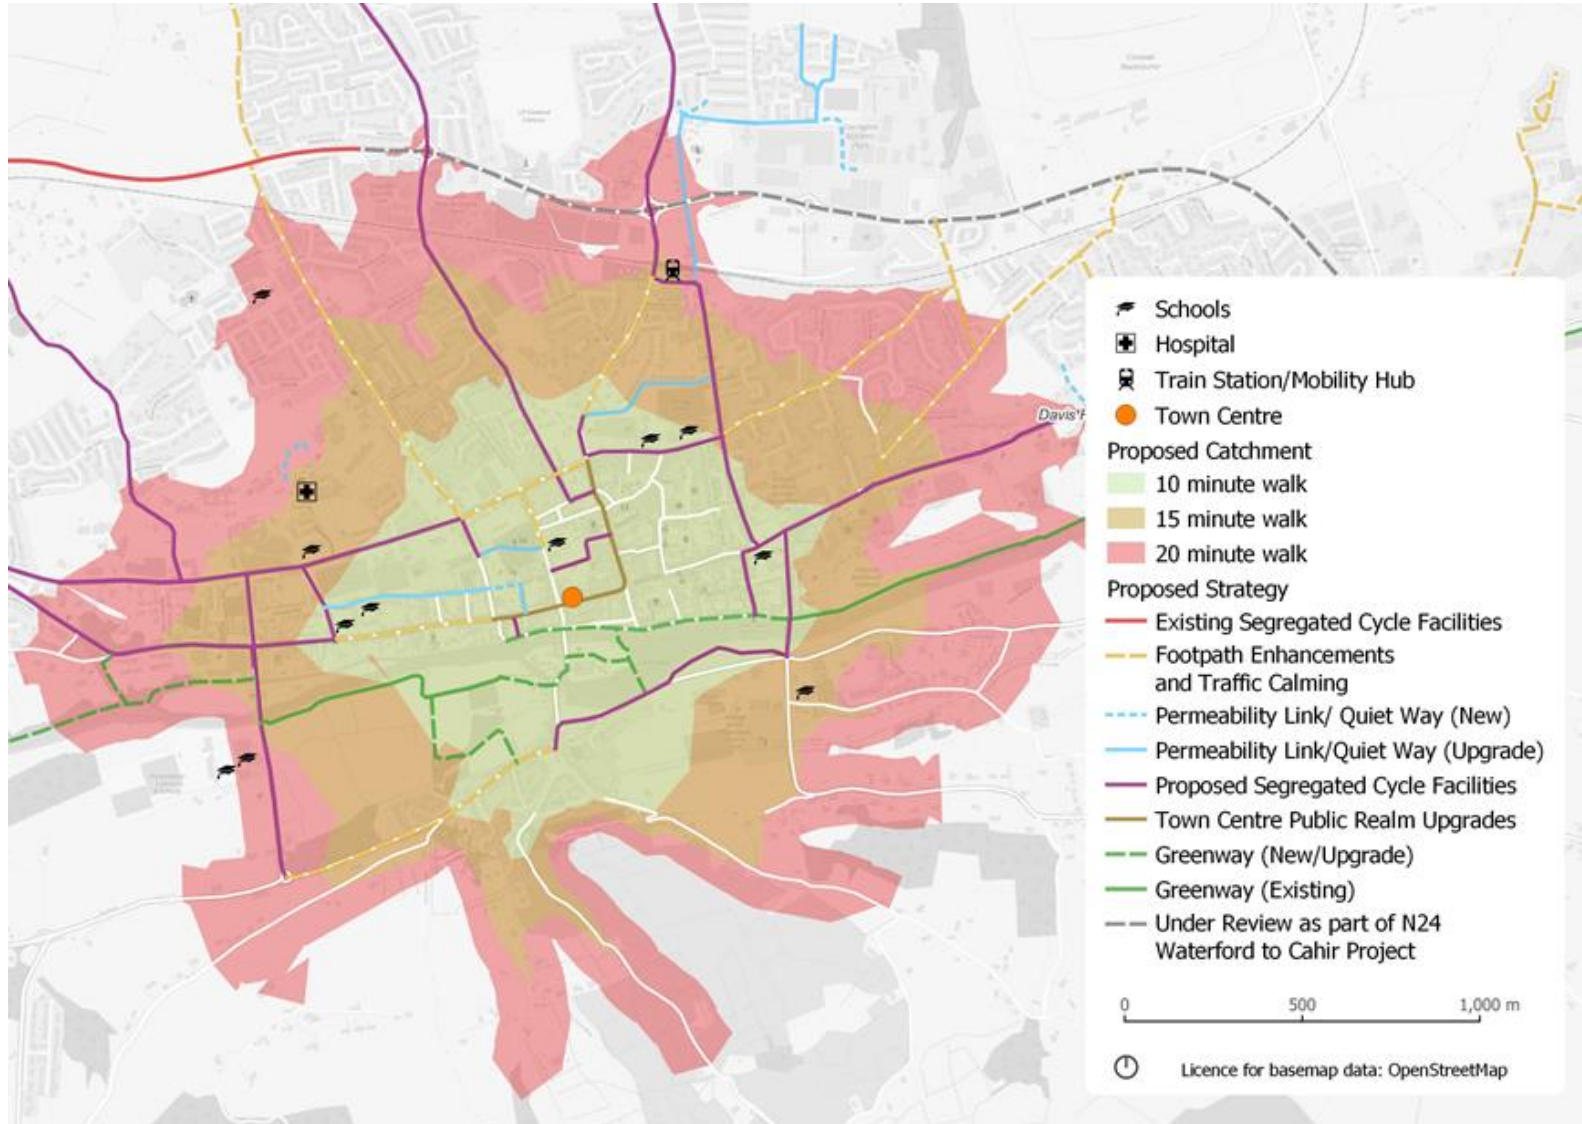 Davis'
Schools
Hospital
Train Station/Mobility Hub
Town Centre
Proposed Catchment
10 minute walk
15 minute walk
20 minute walk
Proposed Strategy
Existing Segregated Cycle Facilities
Footpath Enhancements
and Traffic Calming
Permeability Link/ Quiet Way (New)
Permeability Link/Quiet Way (Upgrade)
Proposed Segregated Cycle Facilities
Town Centre Public Realm Upgrades
Greenway (New/Upgrade)
Greenway (Existing)
Under Review as part of N24
Waterford to Cahir Project
0 500 1,000 m
Licence for basemap data: OpenStreetMap